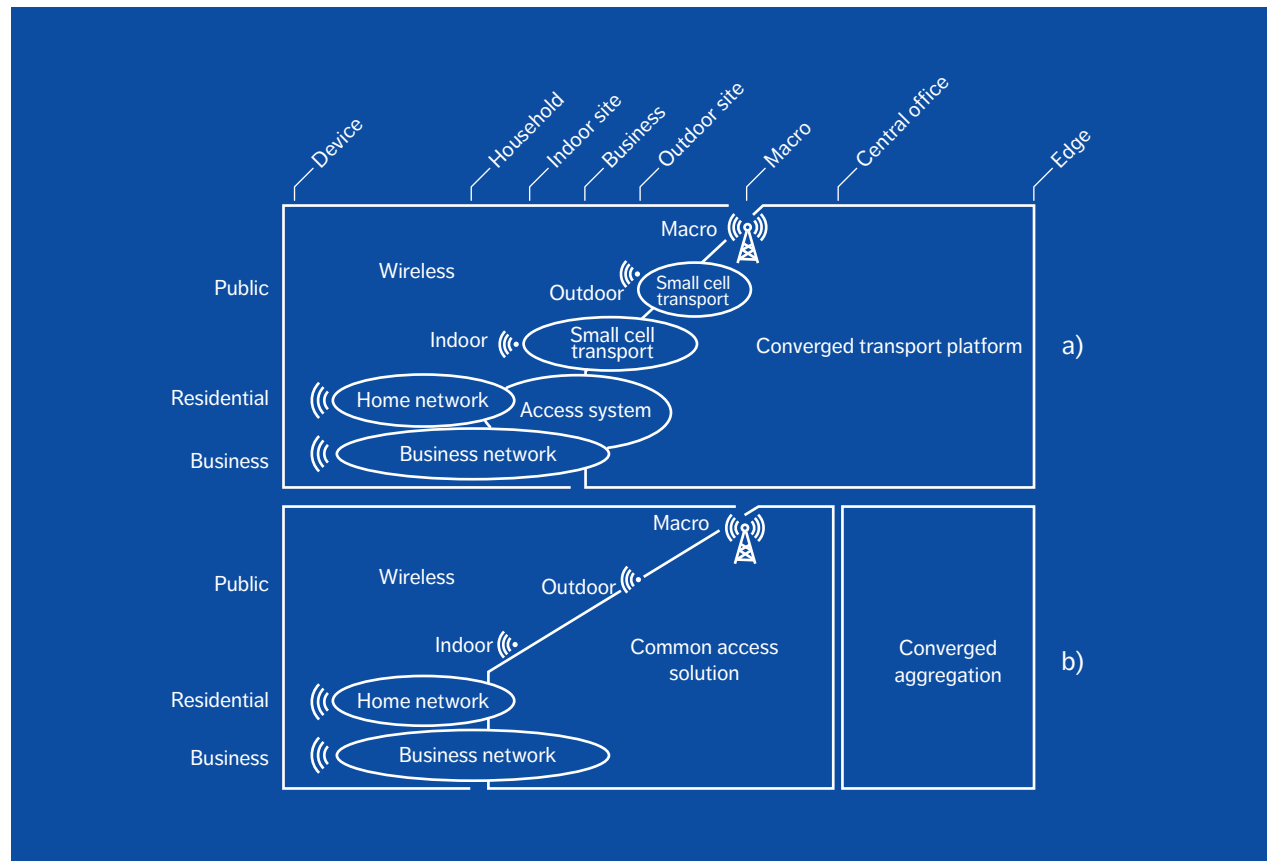 Device
Household
Indoor site
Business
Outdoor site
Macro
Central office
Edge
Macro
Wireless
Public
Outdoor
Small cell
transport
Indoor
Small cell
transport
Converged transport platform
a)
Residential
Home network
Access system
Business
Business network
Macro
Public
Wireless
Outdoor
Indoor
Common access
solution
Converged
aggregation
b)
Residential
Home network
Business
Business network